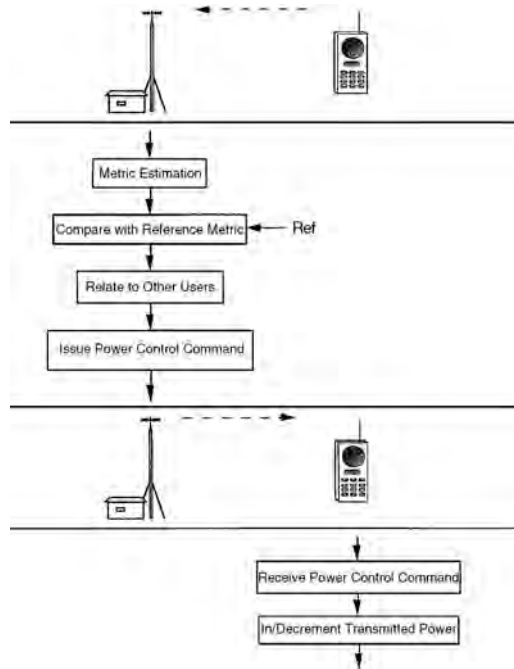 Metric Estimation
Compare with Reference Metric
Ref
Relate to Other Users
Issue Power Control Command
Receive Power Control Command
In/Decrement Transmitted Power